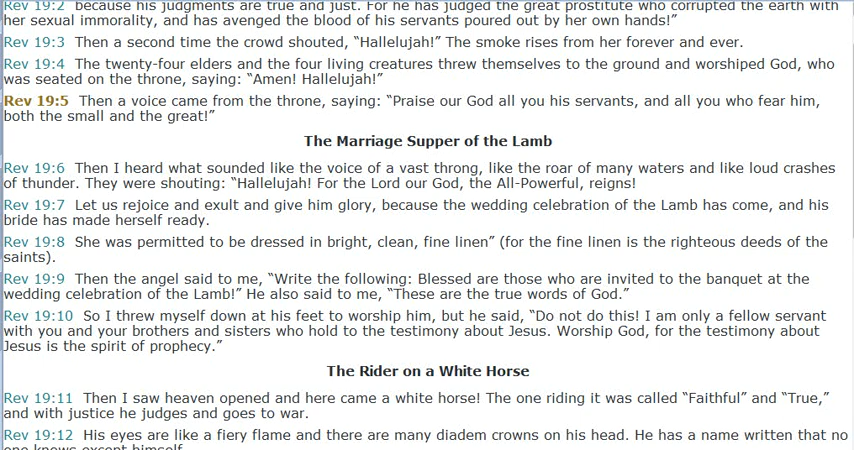 Rev 19:2 because his judgments are true and just. For he has judged the great prostitute who corrupted the earth with
her sexual immorality, and has avenged the blood of his servants poured out by her own hands!”
Rev 19:3 Then a second time the crowd shouted, “Hallelujah!” The smoke rises from her forever and ever.
Rev 19:4 The twenty-four elders and the four living creatures threw themselves to the ground and worshiped God, who
was seated on the throne, saying: “Amen! Hallelujah!”
Rev 19:5 Then a voice came from the throne, saying: “Praise our God all you his servants, and all you who fear him,
both the small and the great!”
The Marriage Supper of the Lamb
Rev 19:6 Then I heard what sounded like the voice of a vast throng, like the roar of many waters and like loud crashes
of thunder. They were shouting: “Hallelujah! For the Lord our God, the All-Powerful, reigns!
Rev 19:7 Let us rejoice and exult and give him glory, because the wedding celebration of the Lamb has come, and his
bride has made herself ready.
Rev 19:8 She was permitted to be dressed in bright, clean, fine linen” (for the fine linen is the righteous deeds of the
saints).
Rev 19:9 Then the angel said to me, “Write the following: Blessed are those who are invited to the banquet at the
wedding celebration of the Lamb!” He also said to me, “These are the true words of God.”
Rev 19:10 So I threw myself down at his feet to worship him, but he said, “Do not do this! I am only a fellow servant
with you and your brothers and sisters who hold to the testimony about Jesus. Worship God, for the testimony about
Jesus is the spirit of prophecy.”
The Rider on a White Horse
Rev 19:11 Then I saw heaven opened and here came a white horse! The one riding it was called “Faithful” and “True,”
and with justice he judges and goes to war.
Rev 19:12 His eyes are like a fiery flame and there are many diadem crowns on his head. He has a name written that no
one knows except himself.